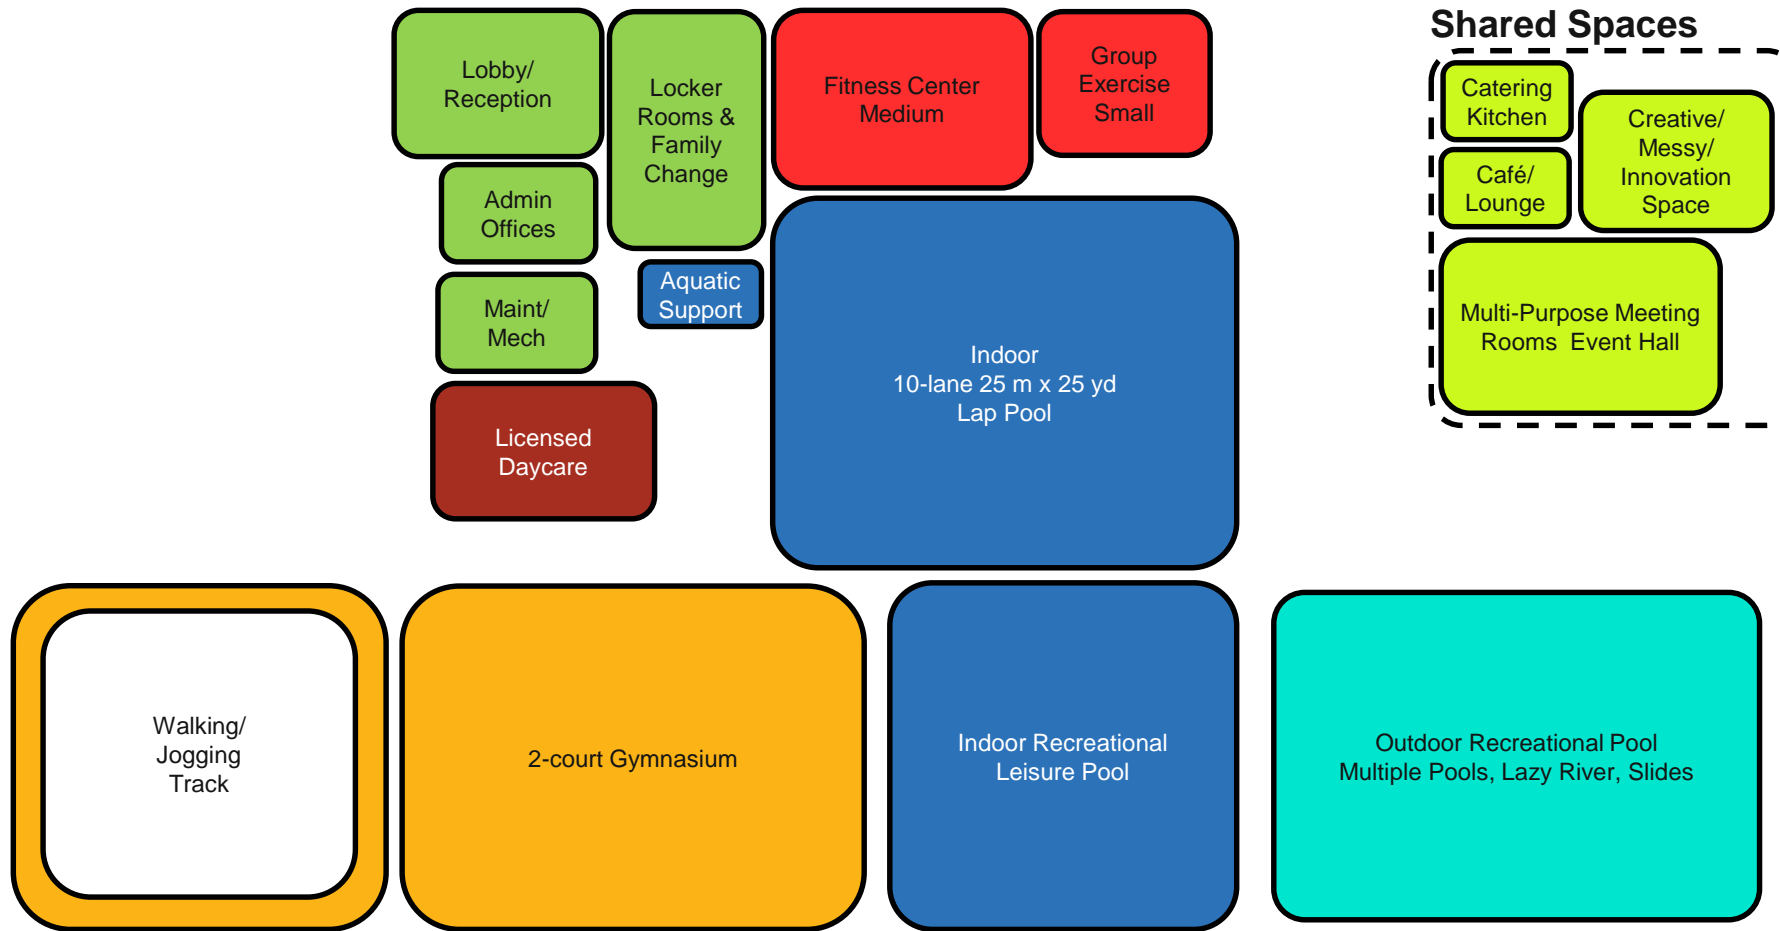 Shared Spaces
Lobby/
Reception
Locker
Rooms &
Family
Change
Fitness Center
Medium
Group
Exercise
Small
Catering
Kitchen
Creative/
Messy/
Innovation
Space
Café/
Lounge
Admin
Offices
Aquatic
Support
Maint/
Mech
Multi-Purpose Meeting
Rooms  Event Hall
Indoor
10-lane 25 m x 25 yd
Lap Pool
Licensed
Daycare
Walking/
Jogging
Track
2-court Gymnasium
Indoor Recreational
Leisure Pool
Outdoor Recreational Pool
Multiple Pools, Lazy River, Slides